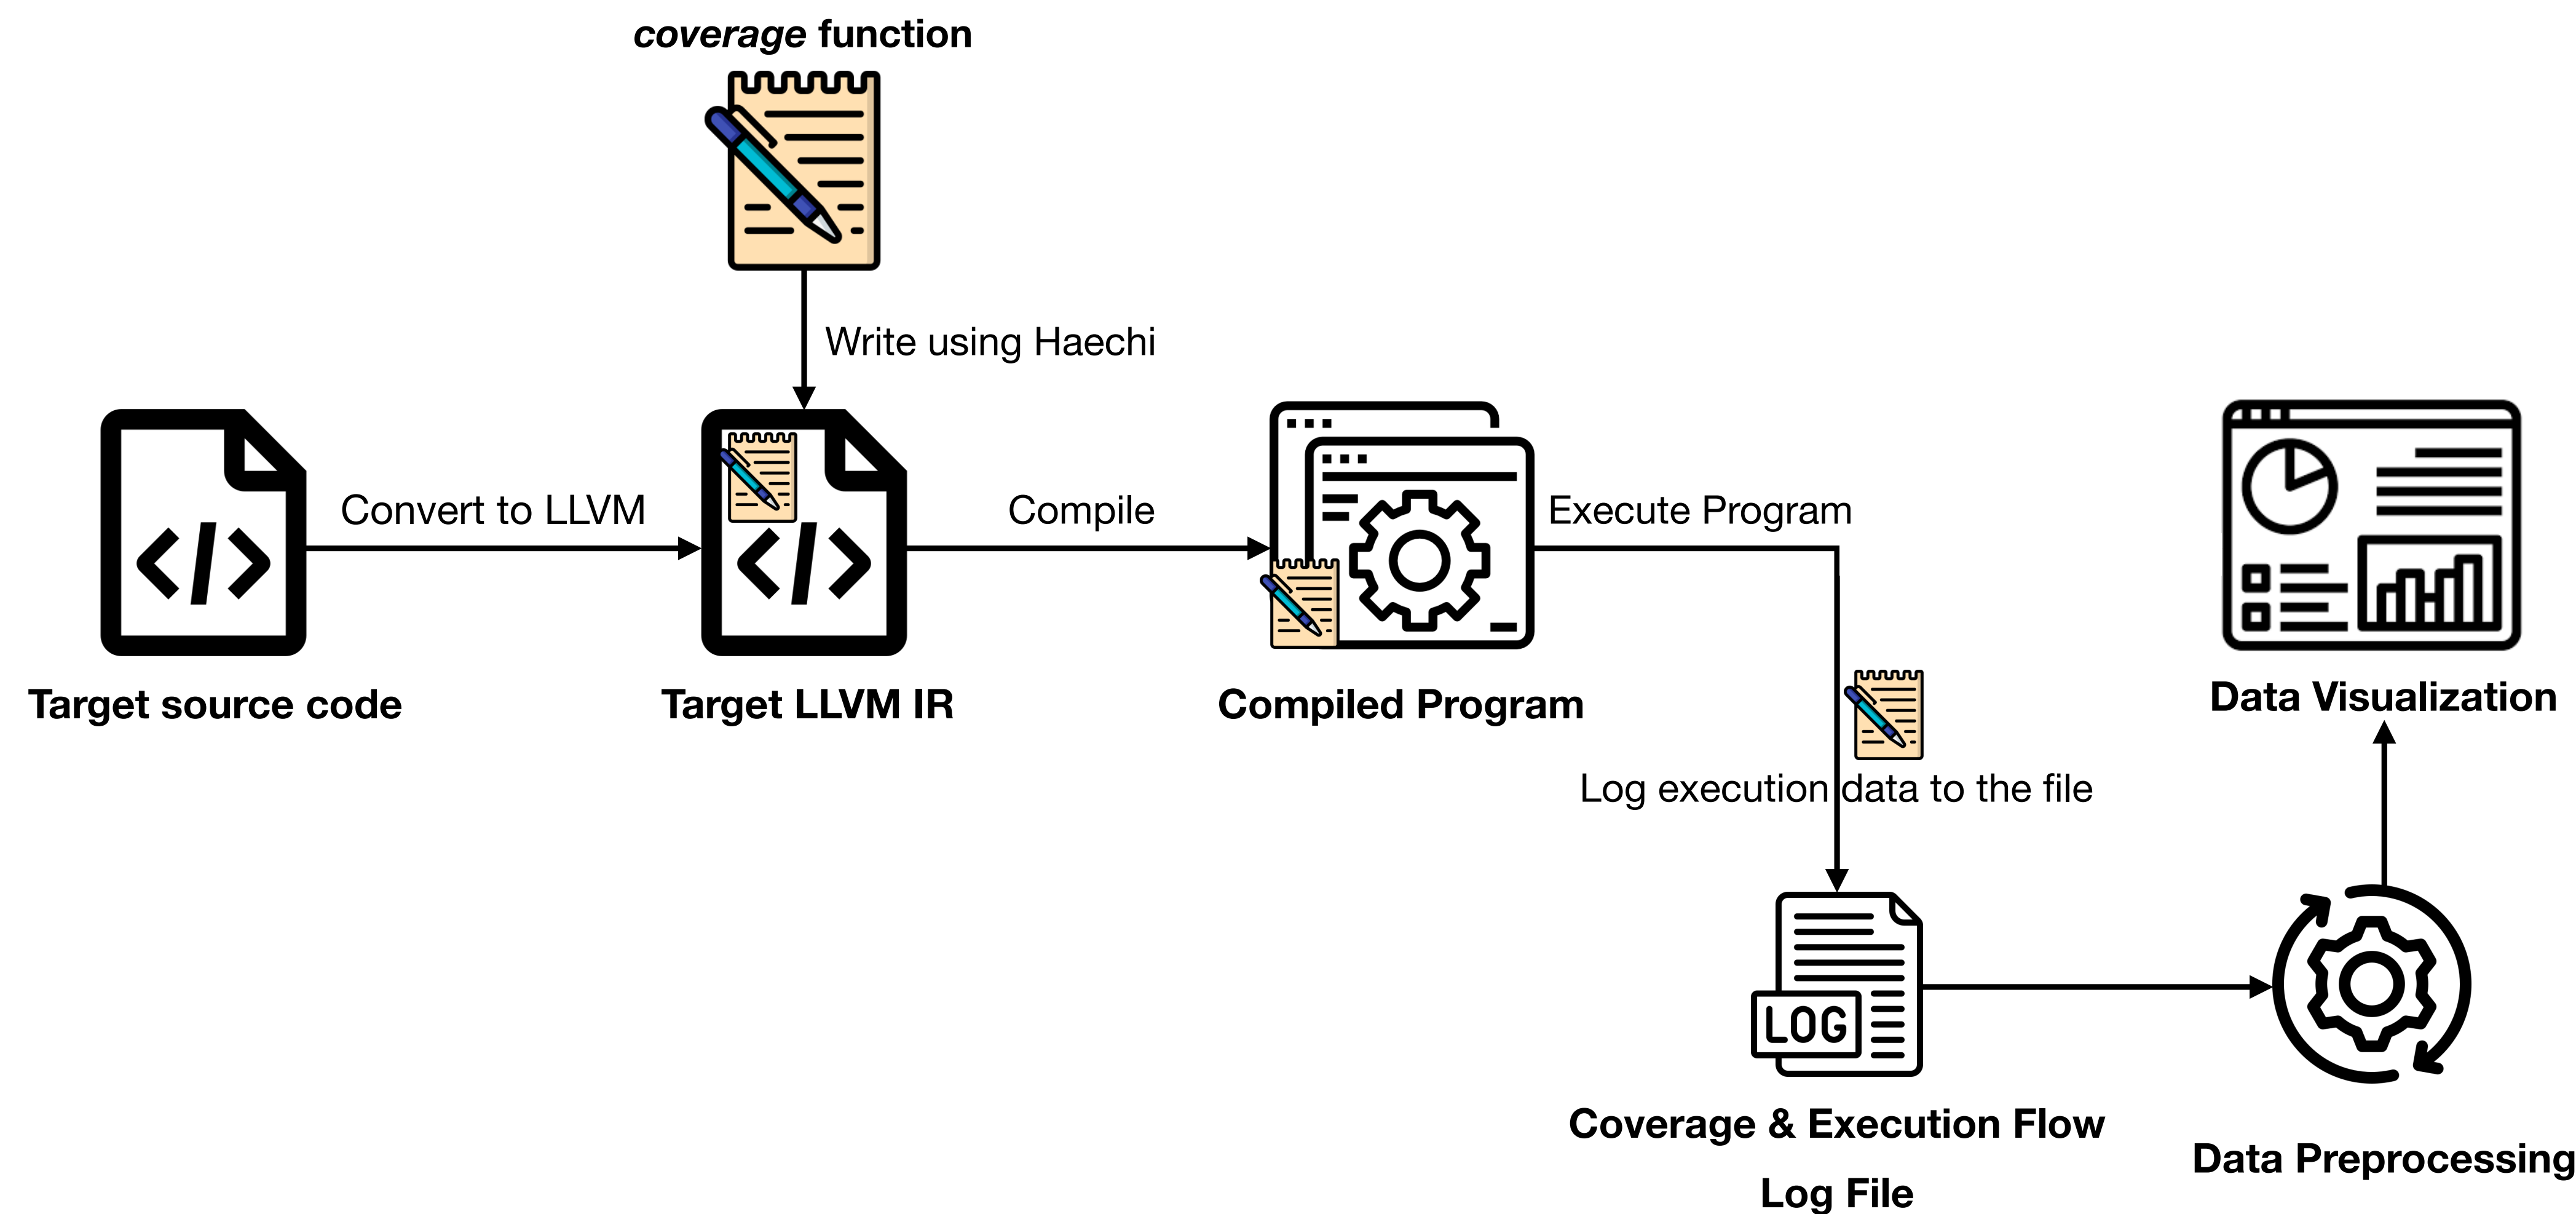 coverage function
Write using Haechi
Convert to LLVM
Compile
Execute Program
Target source code
Target LLVM IR
Compiled Program
Data Visualization
Log execution data to the file
LOG
Coverage & Execution Flow
Log File
Data Preprocessing